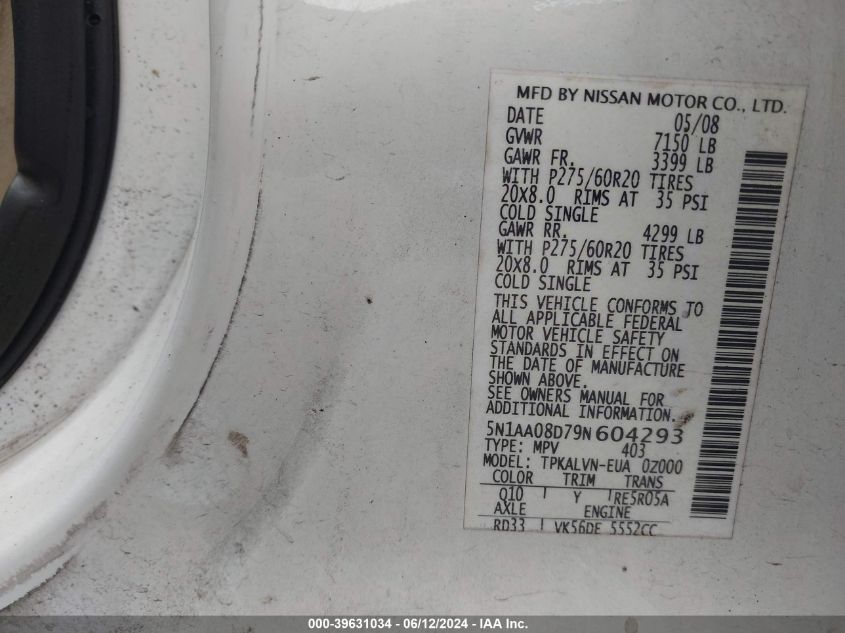 MFD BY NISSAN MOTOR CO., LTD.
DATE 05/08
GVWR 7150 LB
GAWR FR. 3399 LB
WITH P275/60R20 TIRES
20X8.0 RIMS AT 35 PSI
COLD SINGLE
GAWR RR. 4299 LB
WITH P275/60R20 TIRES
20X8.0 RIMS AT 35 PSI
COLD SINGLE
THIS VEHICLE CONFORMS TO
ALL APPLICABLE FEDERAL
MOTOR VEHICLE SAFETY
STANDARDS IN EFFECT ON
THE DATE OF MANUFACTURE
SHOWN ABOVE.
SEE OWNERS MANUAL FOR
ADDITIONAL INFORMATION.
5N1AA08D79N604293
TYPE: MPV 403
MODEL: TPKALVN-EUA 0Z000
COLOR TRIM TRANS
Q10 Y RE5R05A
AXLE ENGINE
RD33 VK56DE 5552CC
000-39631034 - 06/12/2024 - IAA Inc.